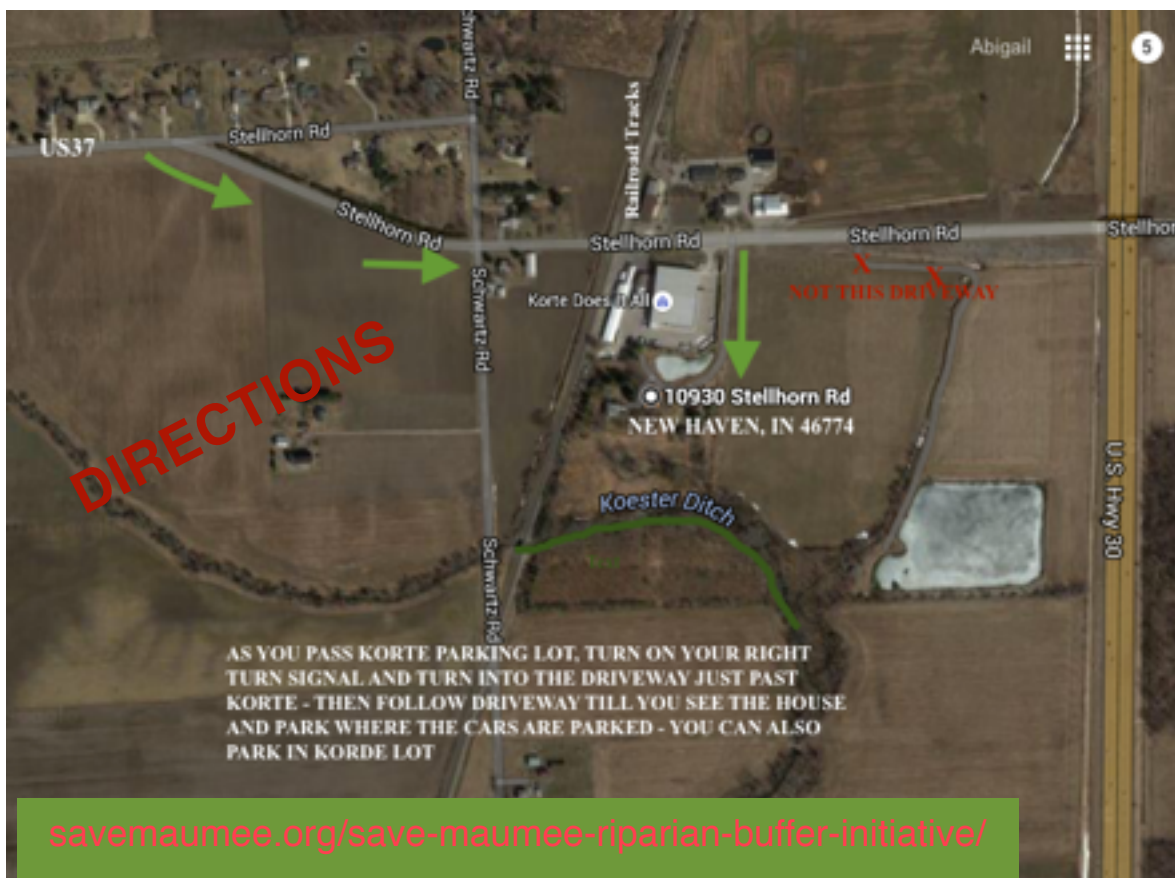 Schwartz Rd
Abigail
5
US37
Stellhorn Rd
Railroad Tracks
Stellhorn Rd
Stellhorn Rd
Stellhorn Rd
Stellhor
X X
NOT THIS DRIVEWAY
Schwartz Rd
Korte Does It All
DIRECTIONS
10930 Stellhorn Rd
NEW HAVEN, IN 46774
Koester Ditch
U S Hwy 30
Schwartz Rd
AS YOU PASS KORTE PARKING LOT, TURN ON YOUR RIGHT
TURN SIGNAL AND TURN INTO THE DRIVEWAY JUST PAST
KORTE - THEN FOLLOW DRIVEWAY TILL YOU SEE THE HOUSE
AND PARK WHERE THE CARS ARE PARKED - YOU CAN ALSO
PARK IN KORDE LOT
savemaumee.org/save-maumee-riparian-buffer-initiative/